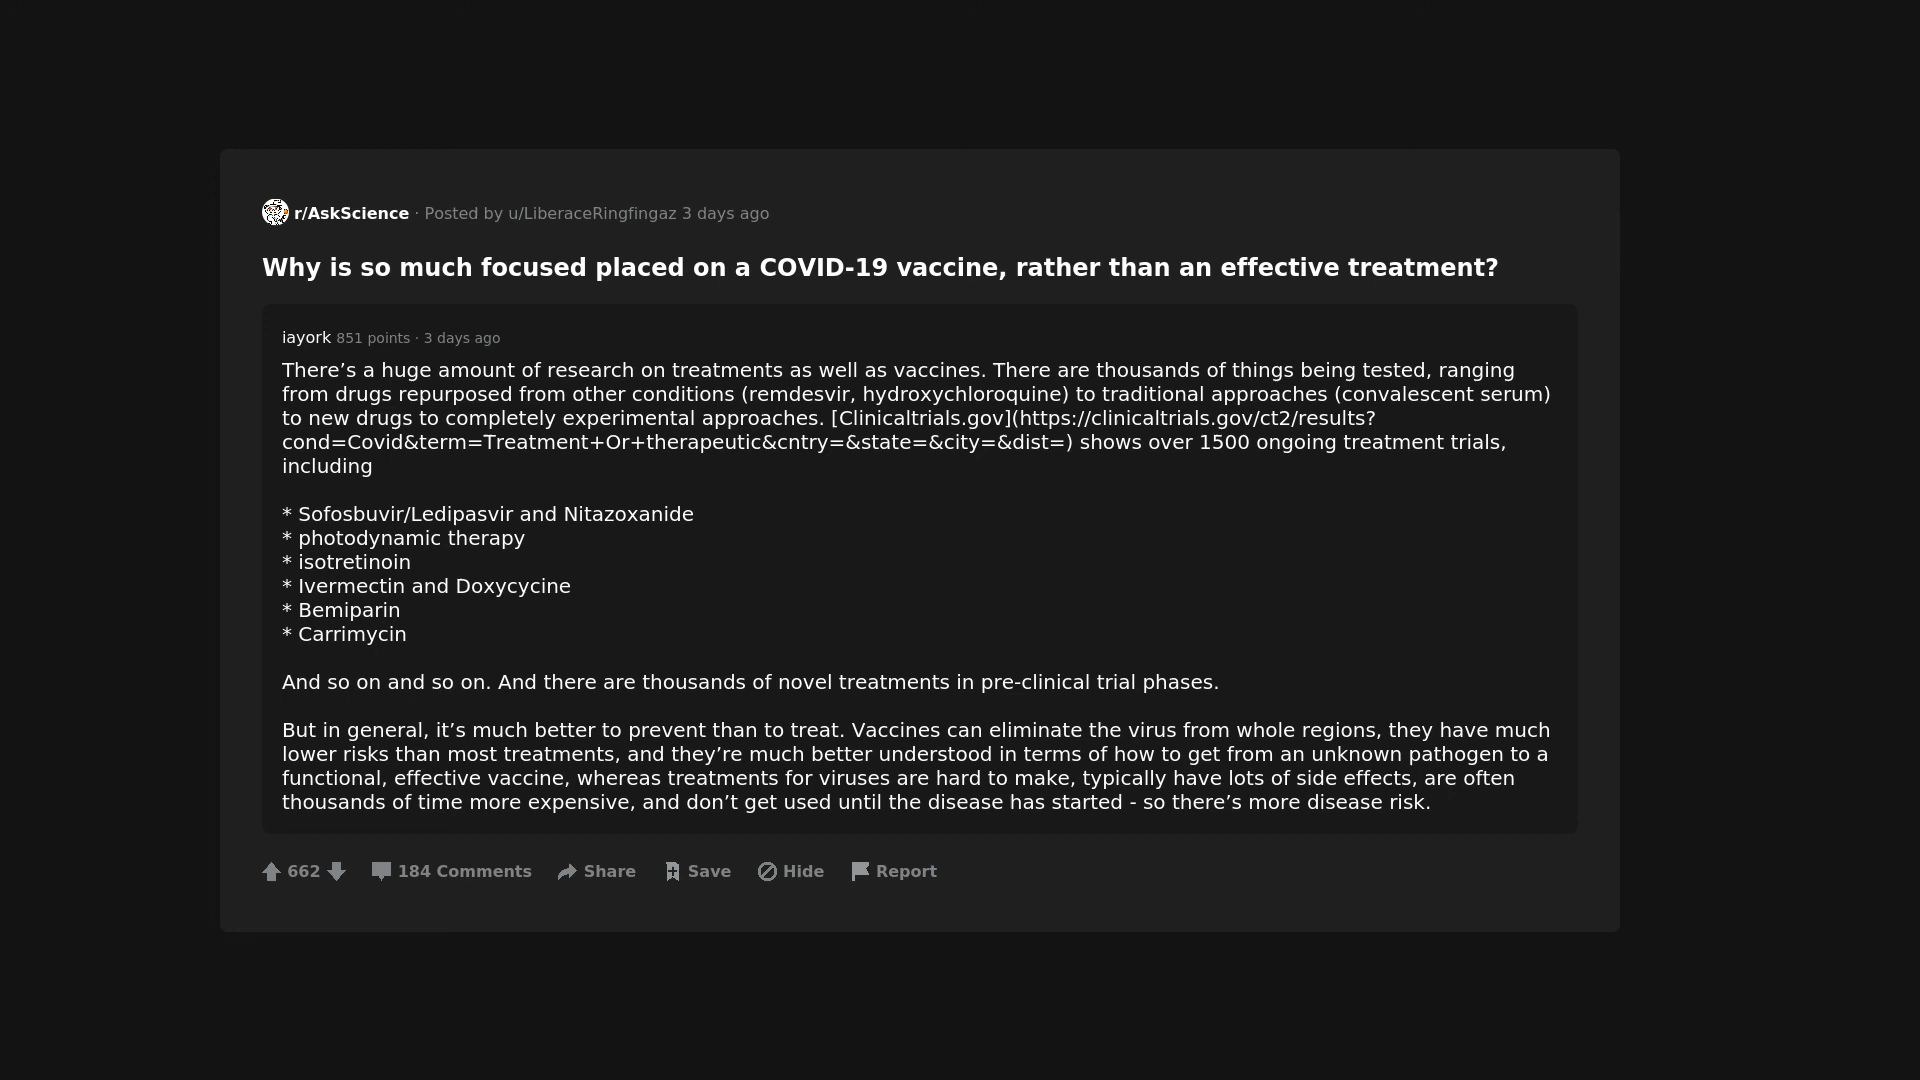 r/AskScience · Posted by u/LiberaceRingfingaz 3 days ago
Why is so much focused placed on a COVID-19 vaccine, rather than an effective treatment?
iayork 851 points · 3 days ago
There’s a huge amount of research on treatments as well as vaccines. There are thousands of things being tested, ranging
from drugs repurposed from other conditions (remdesvir, hydroxychloroquine) to traditional approaches (convalescent serum)
to new drugs to completely experimental approaches. [Clinicaltrials.gov](https://clinicaltrials.gov/ct2/results?
cond=Covid&term=Treatment+Or+therapeutic&cntry=&state=&city=&dist=) shows over 1500 ongoing treatment trials,
including
* Sofosbuvir/Ledipasvir and Nitazoxanide
* photodynamic therapy
* isotretinoin
* Ivermectin and Doxycycine
* Bemiparin
* Carrimycin
And so on and so on. And there are thousands of novel treatments in pre-clinical trial phases.
But in general, it’s much better to prevent than to treat. Vaccines can eliminate the virus from whole regions, they have much
lower risks than most treatments, and they’re much better understood in terms of how to get from an unknown pathogen to a
functional, effective vaccine, whereas treatments for viruses are hard to make, typically have lots of side effects, are often
thousands of time more expensive, and don’t get used until the disease has started - so there’s more disease risk.
662 184 Comments Share Save Hide Report